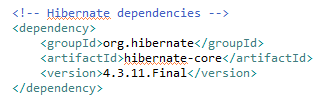 <!-- Hibernate dependencies -->
<dependency>
    <groupId>org.hibernate</groupId>
    <artifactId>hibernate-core</artifactId>
    <version>4.3.11.Final</version>
</dependency>